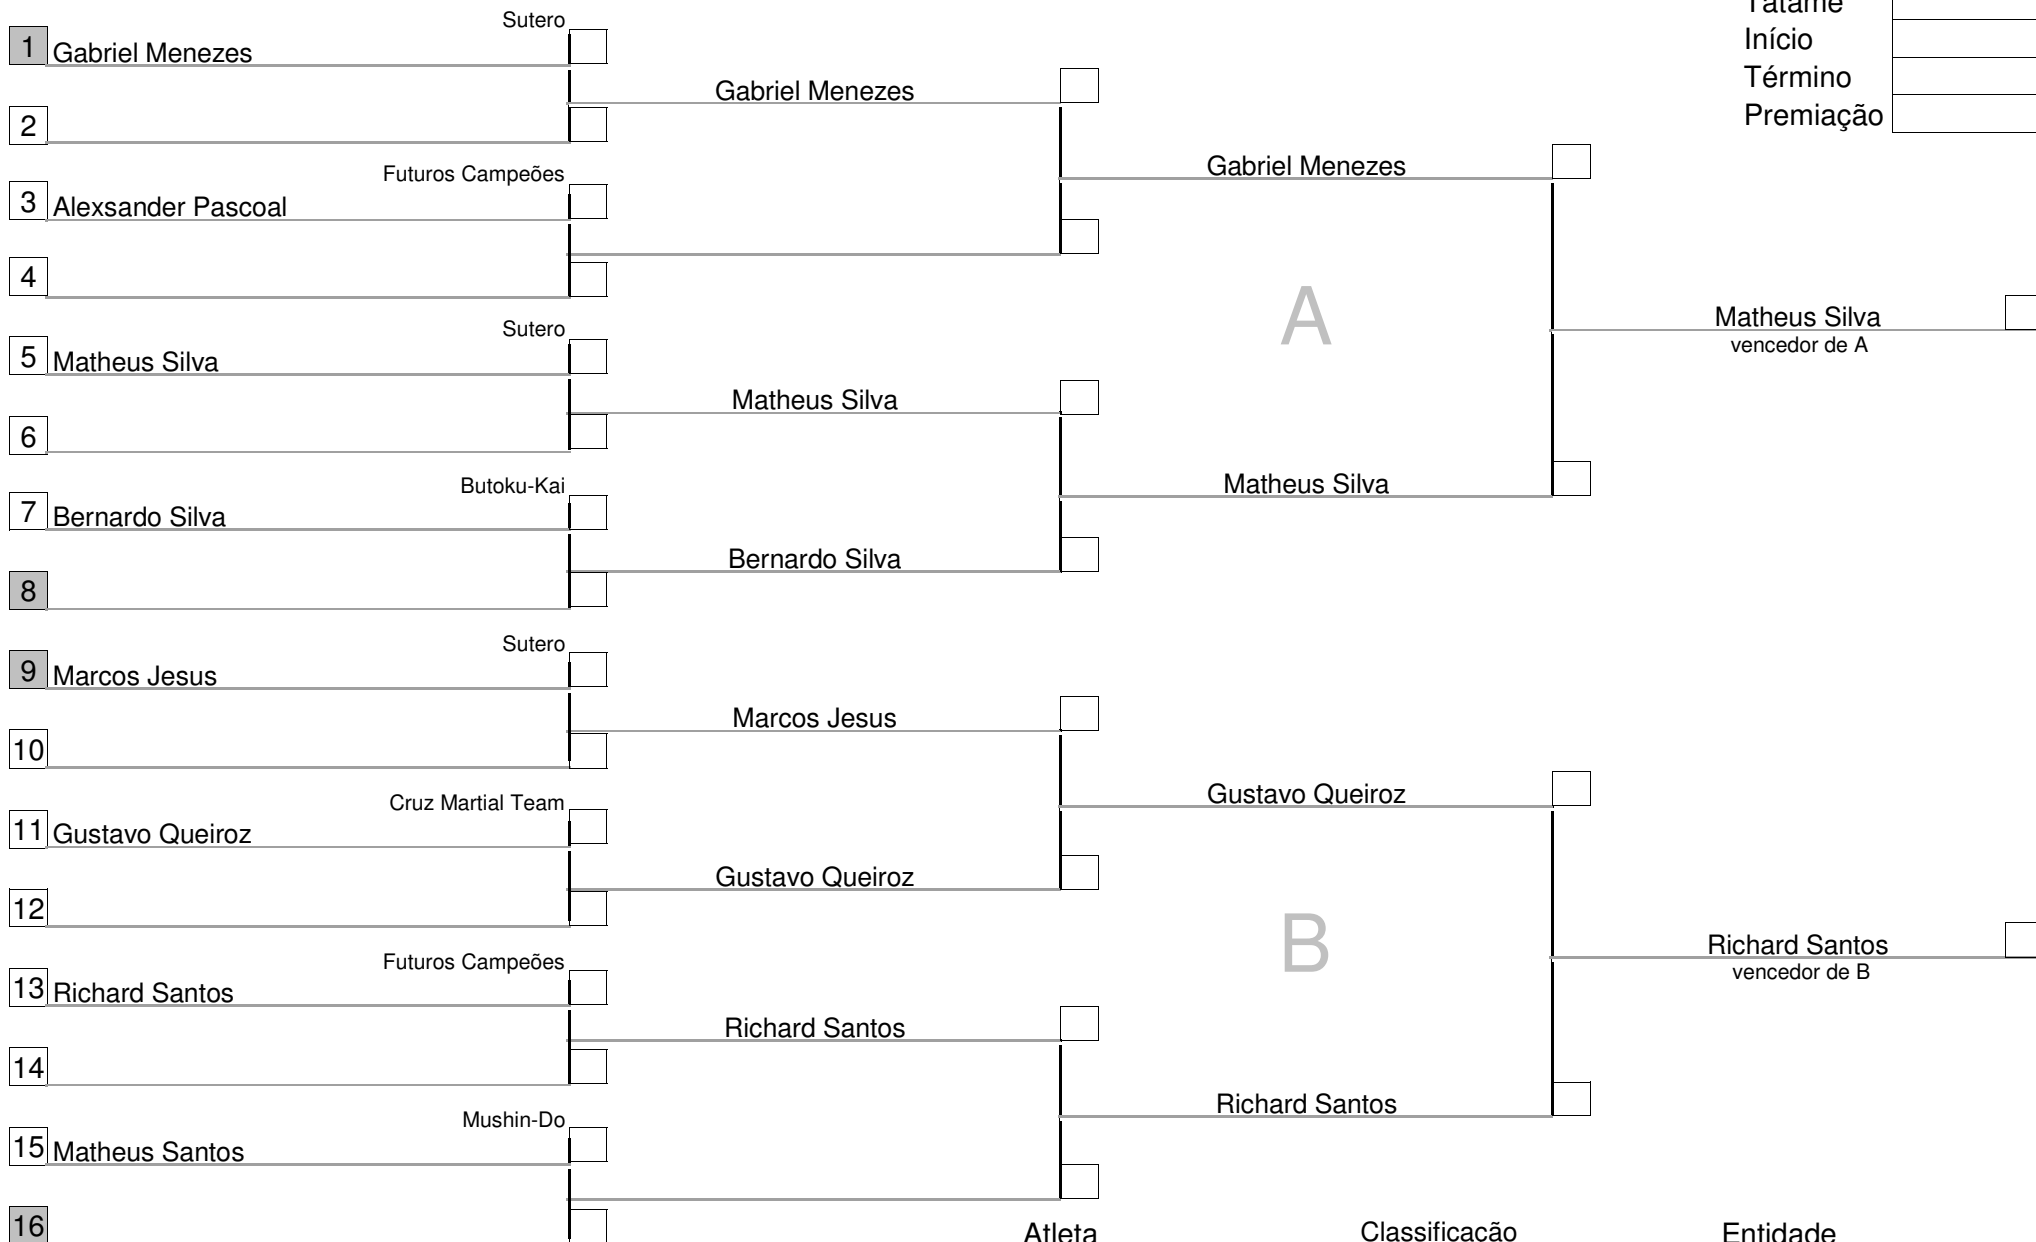 Tatame
Sutero
1 Gabriel Menezes
Início
Término
Gabriel Menezes
2
Premiação
Futuros Campeões
Gabriel Menezes
3 Alexsander Pascoal
4
A
Sutero
Matheus Silva
vencedor de A
5 Matheus Silva
Matheus Silva
6
Butoku-Kai
Matheus Silva
7 Bernardo Silva
Bernardo Silva
8
Sutero
9 Marcos Jesus
Marcos Jesus
10
Cruz Martial Team
Gustavo Queiroz
11 Gustavo Queiroz
Gustavo Queiroz
12
B
Richard Santos
vencedor de B
Futuros Campeões
13 Richard Santos
Richard Santos
14
Richard Santos
Mushin-Do
15 Matheus Santos
16
Atleta Classificação Entidade